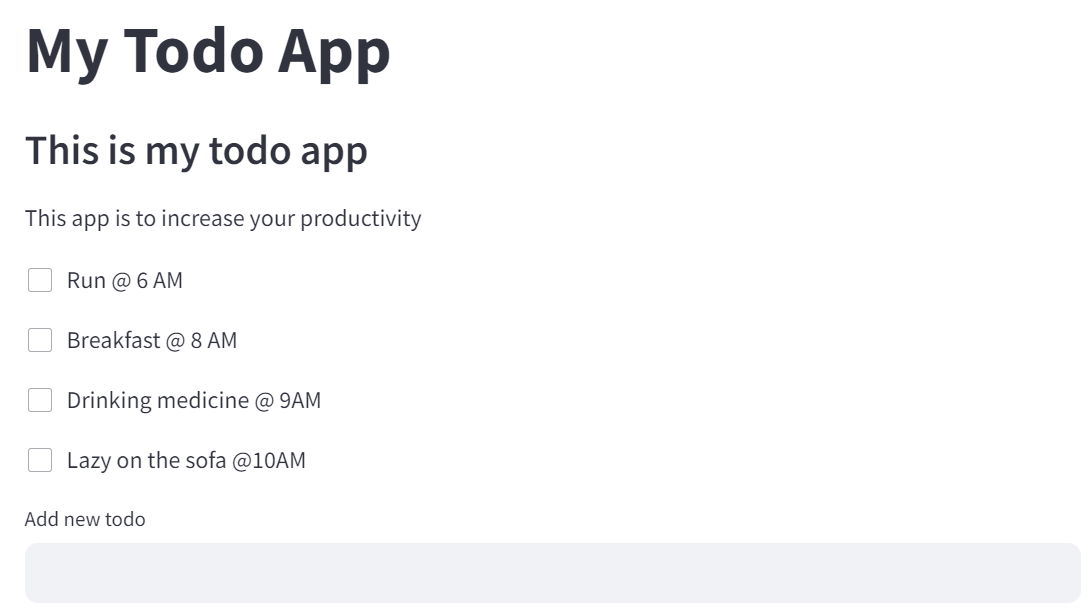 My Todo App
This is my todo app
This app is to increase your productivity
Run @ 6 AM
Breakfast @ 8 AM
Drinking medicine @ 9AM
Lazy on the sofa @10AM
Add new todo